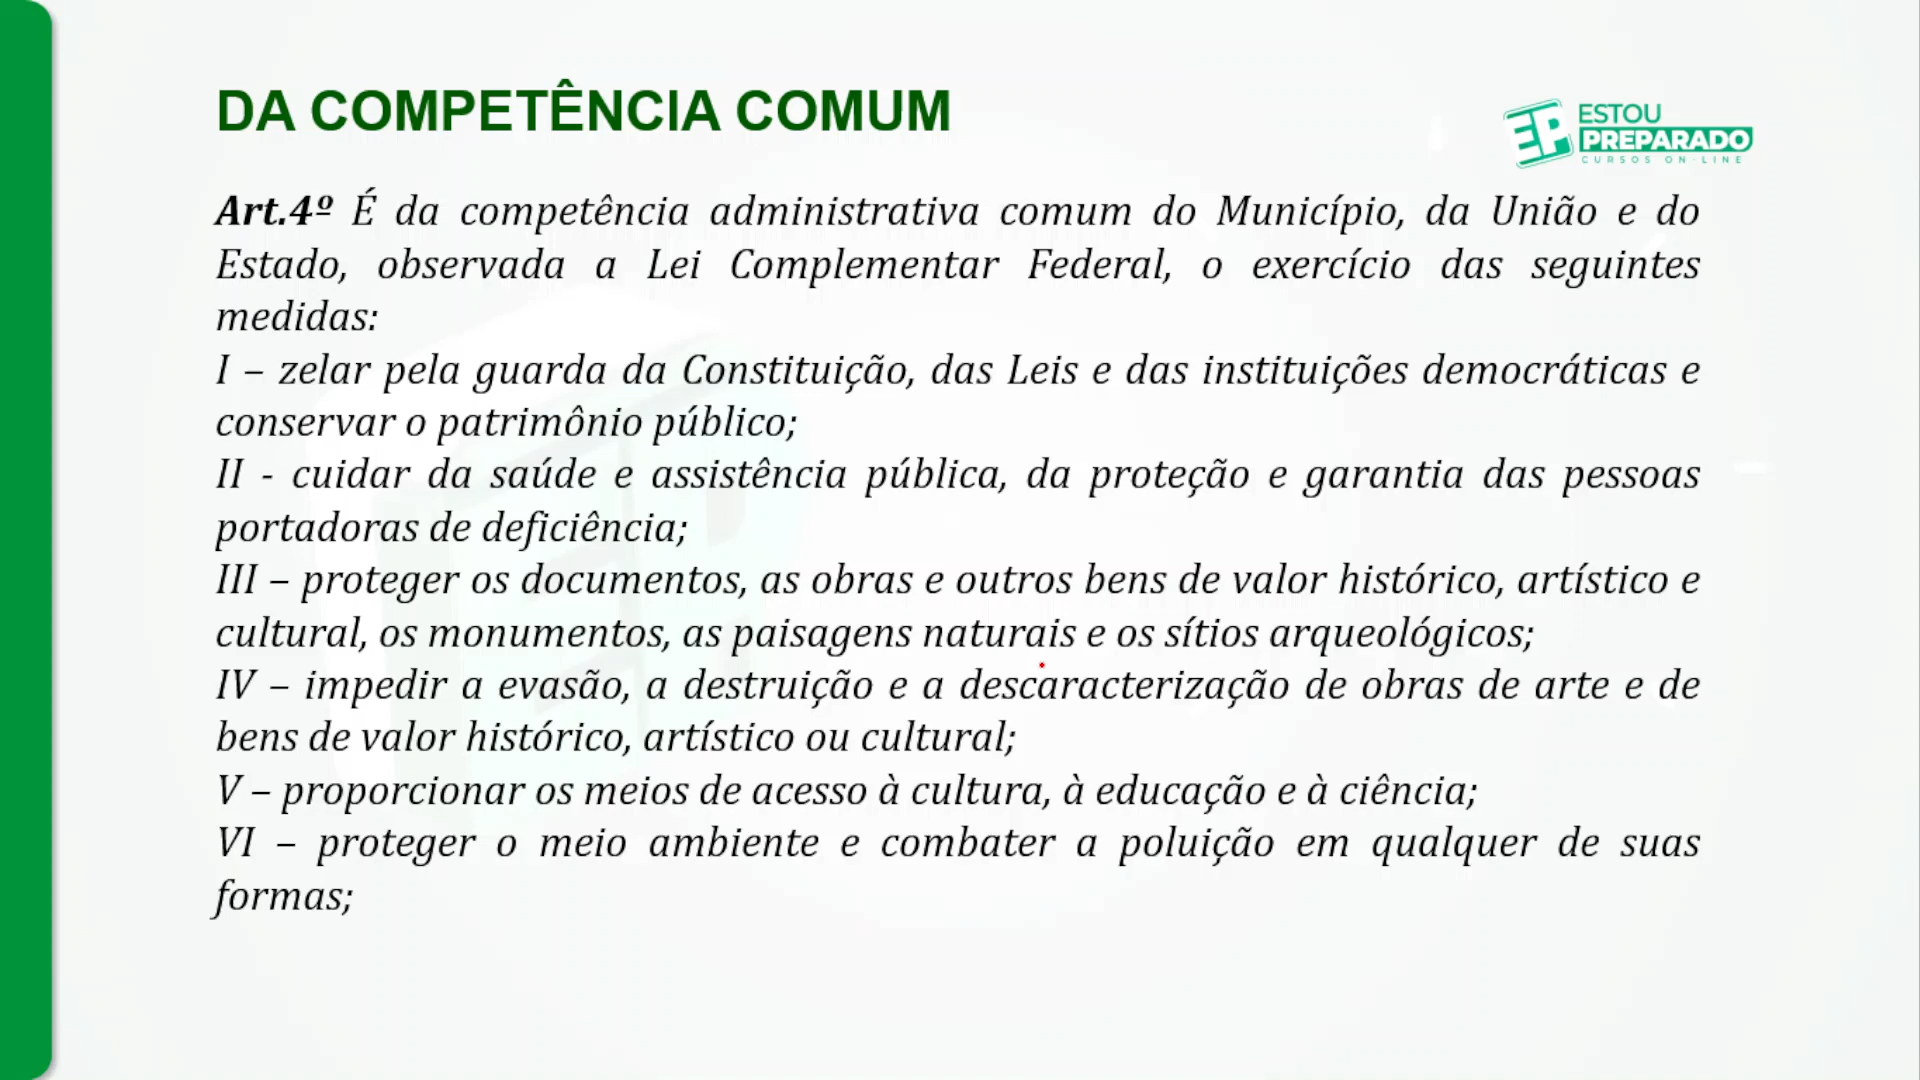 DA COMPETÊNCIA COMUM
ESTOU
PREPARADO
CURSOS ON-LINE
EP
Art.4º É da competência administrativa comum do Município, da União e do
Estado, observada a Lei Complementar Federal, o exercício das seguintes
medidas:
I – zelar pela guarda da Constituição, das Leis e das instituições democráticas e
conservar o patrimônio público;
II - cuidar da saúde e assistência pública, da proteção e garantia das pessoas
portadoras de deficiência;
III – proteger os documentos, as obras e outros bens de valor histórico, artístico e
cultural, os monumentos, as paisagens naturais e os sítios arqueológicos;
IV – impedir a evasão, a destruição e a descaracterização de obras de arte e de
bens de valor histórico, artístico ou cultural;
V – proporcionar os meios de acesso à cultura, à educação e à ciência;
VI – proteger o meio ambiente e combater a poluição em qualquer de suas
formas;